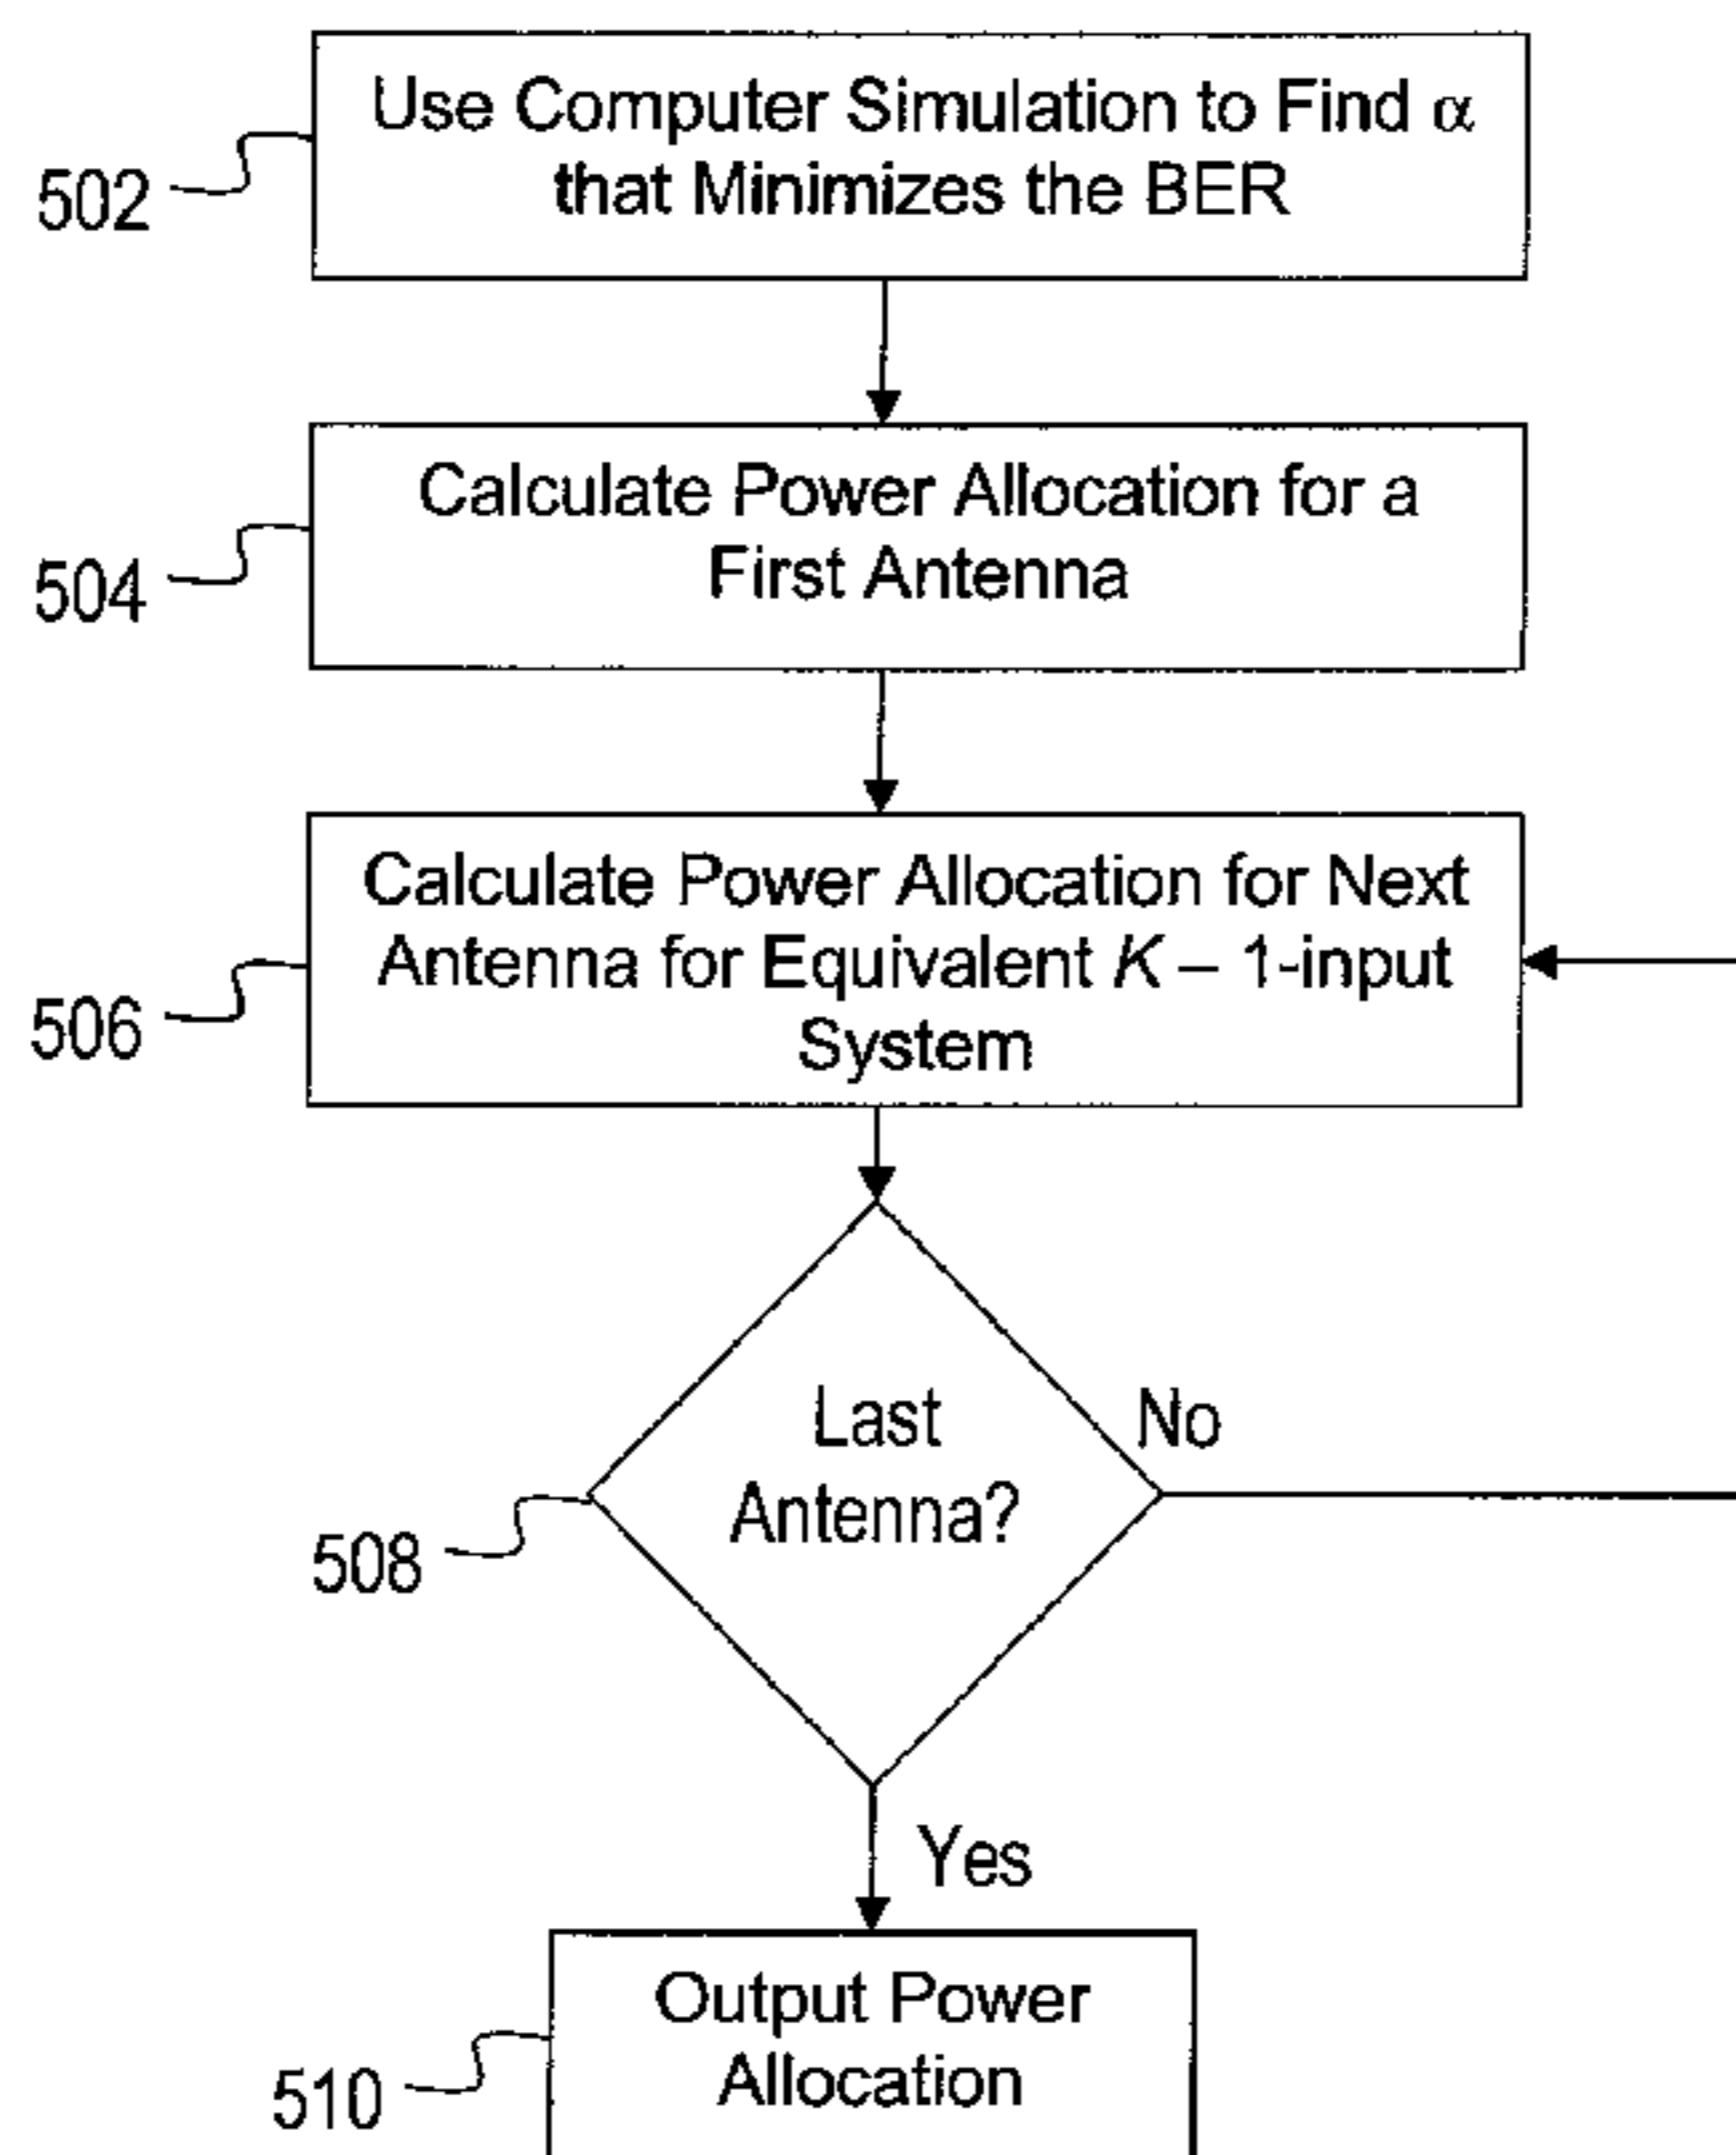 Use Computer Simulation to Find α
that Minimizes the BER
502
Calculate Power Allocation for a
First Antenna
504
Calculate Power Allocation for Next
Antenna for Equivalent K – 1-input
System
506
Last
Antenna?
No
508
Yes
Output Power
Allocation
510